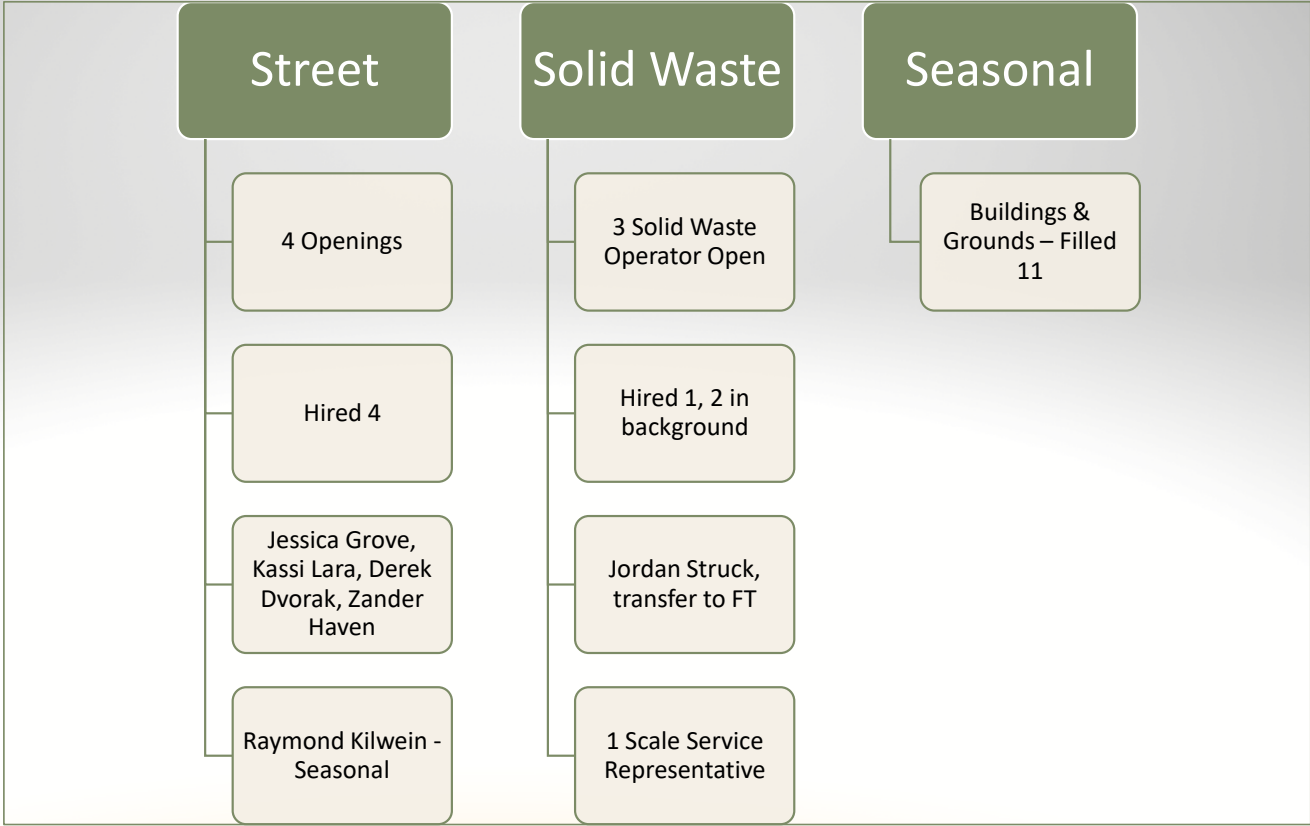 Street
4 Openings
Hired 4
Jessica Grove,
Kassi Lara, Derek
Dvorak, Zander
Haven
Raymond Kilwein -
Seasonal
Solid Waste
3 Solid Waste
Operator Open
Hired 1, 2 in
background
Jordan Struck,
transfer to FT
1 Scale Service
Representative
Seasonal
Buildings &
Grounds – Filled
11